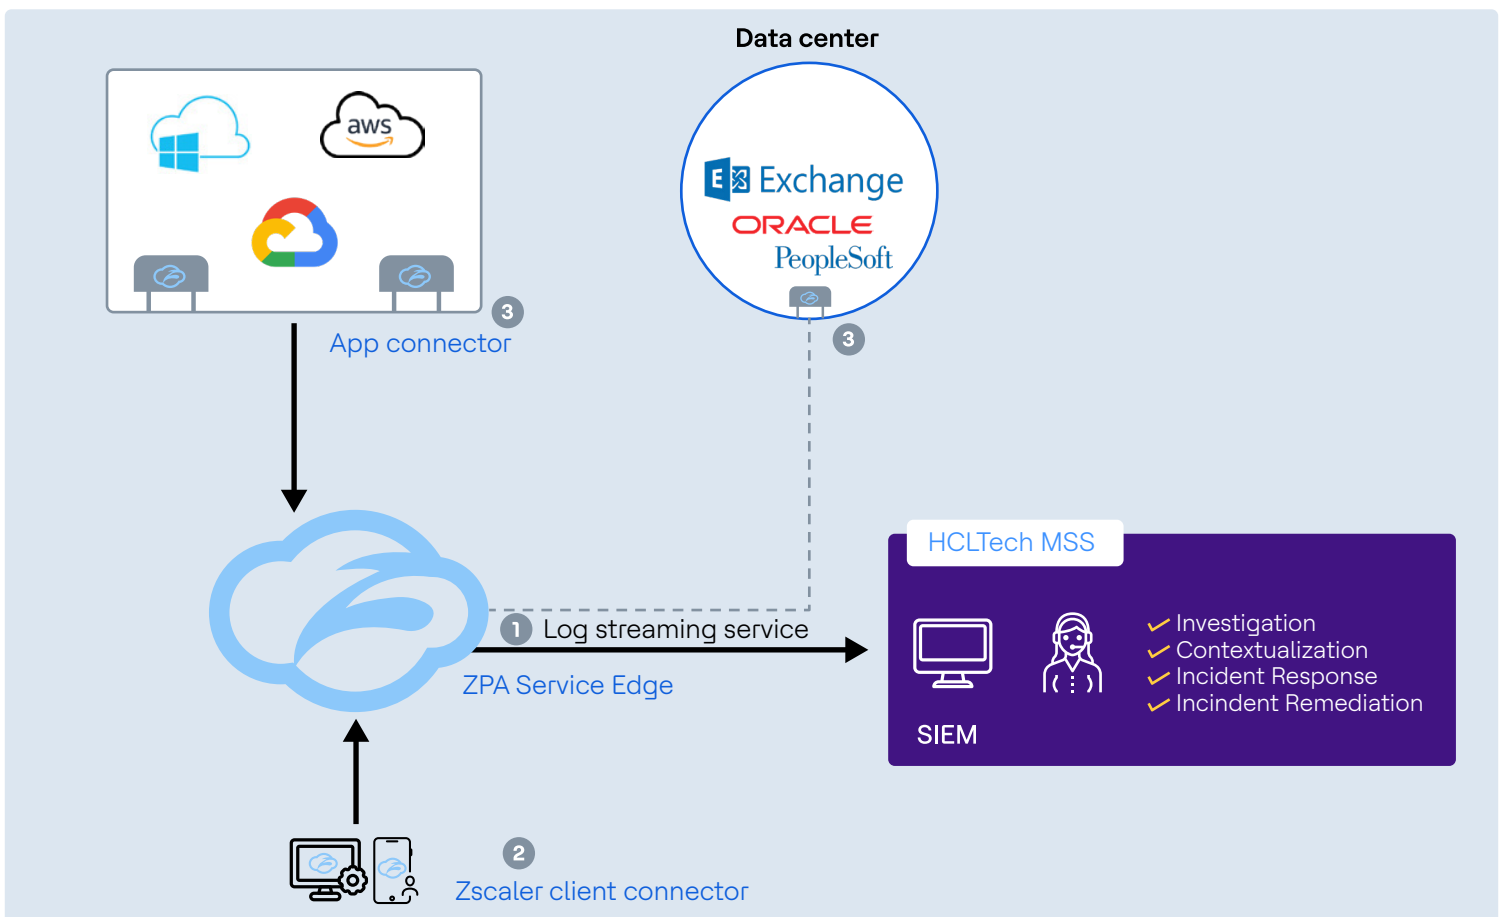 Data center
aws
Exchange
ORACLE
PeopleSoft
3
App connector
3
HCLTech MSS
1 Log streaming service
ZPA Service Edge
Investigation
Contextualization
Incident Response
Incindent Remediation
SIEM
2
Zscaler client connector